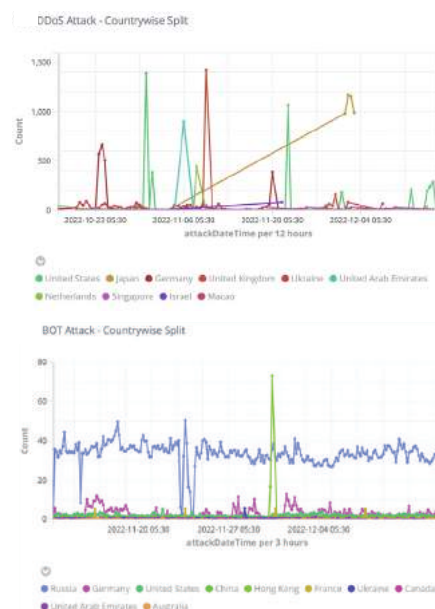 DDoS Attack - Countrywise Split
1,500
1,000
500
0
Count
2022-10-23 05:30 2022-11-06 05:30 2022-11-20 05:30 2022-12-04 05:30
attackDateTime per 12 hours
United States Japan Germany United Kingdom Ukraine United Arab Emirates
Netherlands Singapore Israel Macao
BOT Attack - Countrywise Split
80
60
40
20
0
Count
2022-11-20 05:30 2022-11-27 05:30 2022-12-04 05:30
attackDateTime per 3 hours
Russia Germany United States China Hong Kong France Ukraine Canada
United Arab Emirates Australia